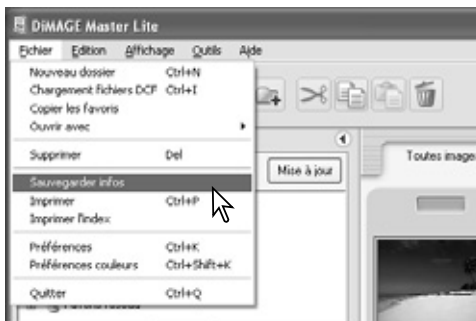 DiMAGE Master Lite
Fichier Edition Affichage Outils Aide
Nouveau dossier Ctrl+N
Chargement fichiers DCF Ctrl+I
Copier les favoris
Ouvrir avec
Supprimer Del
Sauvegarder infos
Imprimer Ctrl+P
Imprimer l'index
Préférences Ctrl+K
Préférences couleurs Ctrl+Shift+K
Quitter Ctrl+Q
Mise à jour
Toutes image